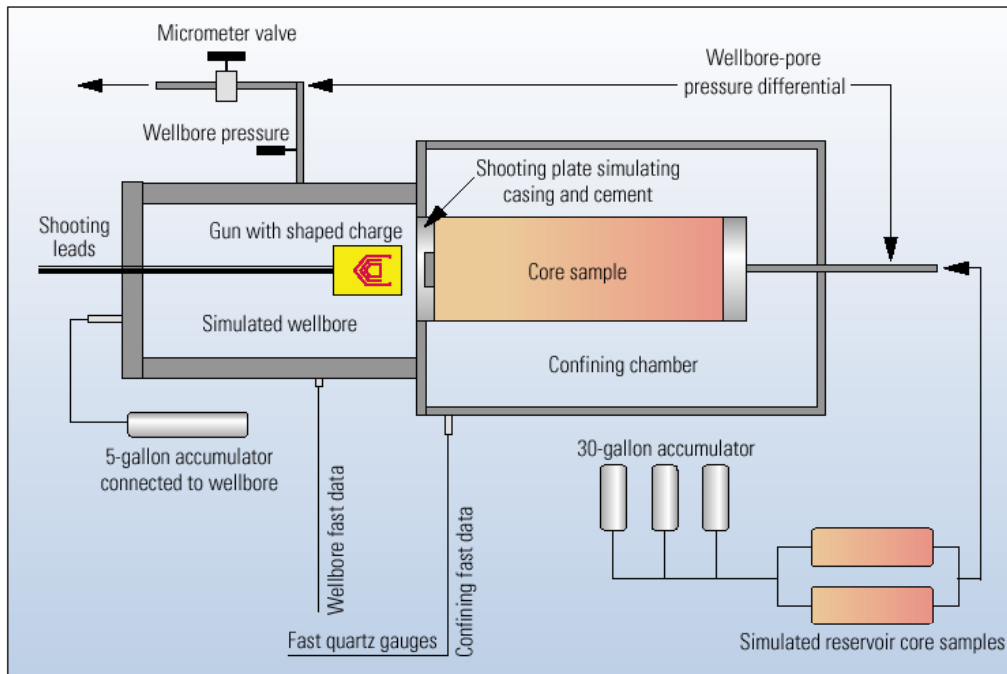 Micrometer valve
Wellbore-pore
pressure differential
Wellbore pressure
Shooting plate simulating
casing and cement
Shooting
leads
Gun with shaped charge
Core sample
Simulated wellbore
Confining chamber
5-gallon accumulator
connected to wellbore
30-gallon accumulator
Wellbore fast data
Confining fast data
Fast quartz gauges
Simulated reservoir core samples